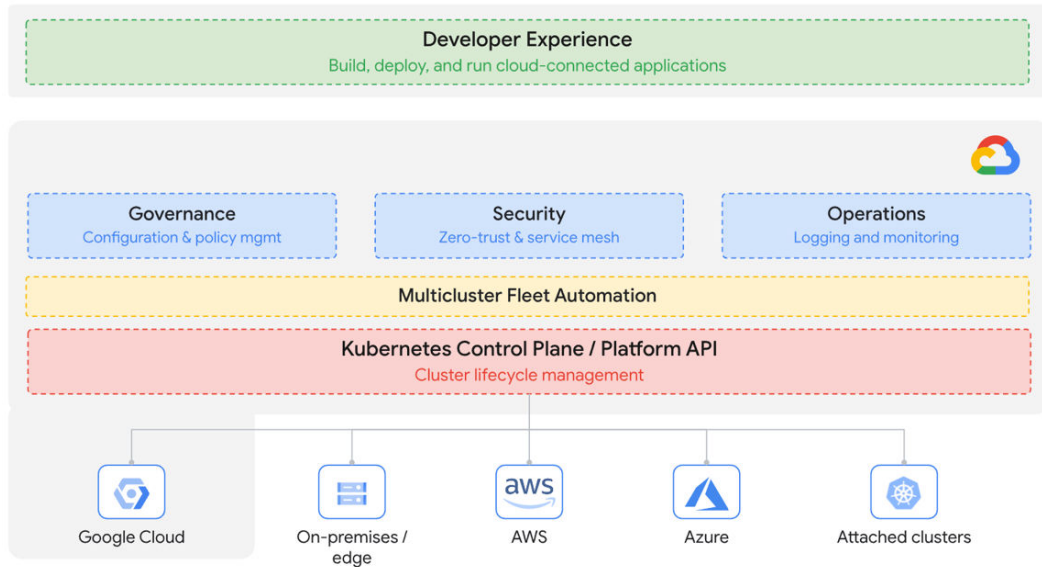 Developer Experience
Build, deploy, and run cloud-connected applications
Governance
Configuration & policy mgmt
Security
Zero-trust & service mesh
Operations
Logging and monitoring
Multicluster Fleet Automation
Kubernetes Control Plane / Platform API
Cluster lifecycle management
aws
Google Cloud
On-premises /
edge
AWS
Azure
Attached clusters